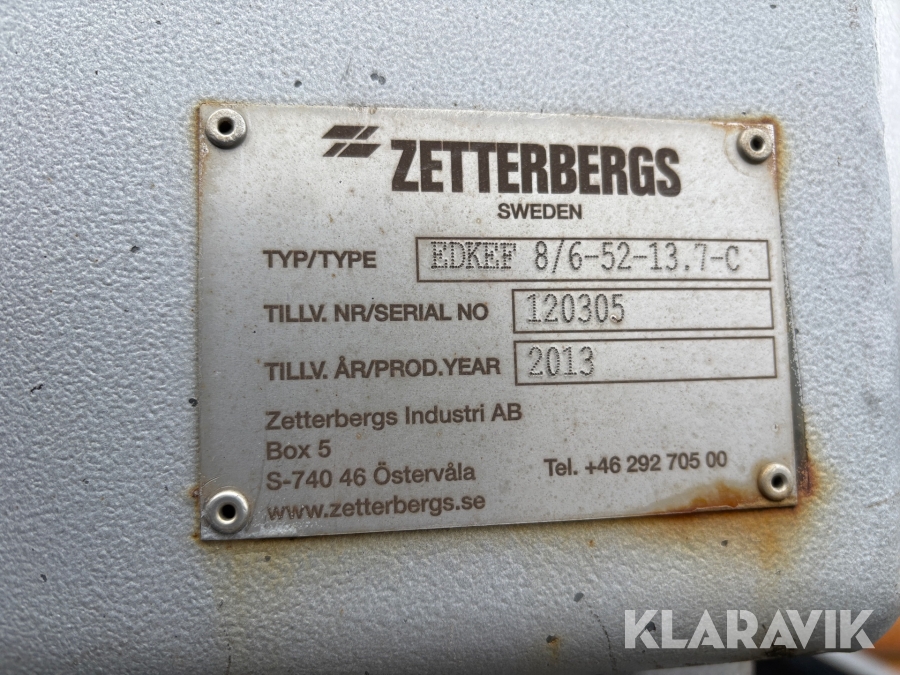 ZETTERBERGS
SWEDEN
TYP/TYPE EDKEF 8/6-52-13.7-C
TILLV. NR/SERIAL NO 120305
TILLV. ÅR/PROD.YEAR 2013
Zetterbergs Industri AB
Box 5
S-740 46 Östervåla Tel. +46 292 705 00
www.zetterbergs.se
KLARAVIK